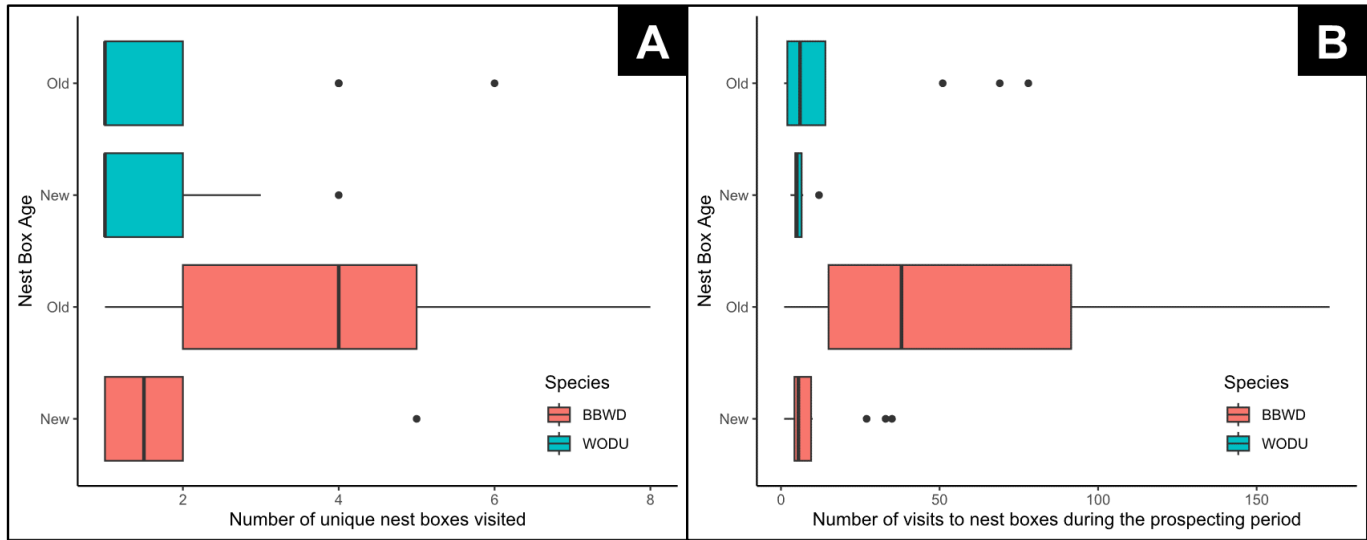 A
Nest Box Age
Old
New
Old
New
Species
BBWD
WODU
2 4 6 8
Number of unique nest boxes visited
B
Nest Box Age
Old
New
Old
New
Species
BBWD
WODU
0 50 100 150
Number of visits to nest boxes during the prospecting period